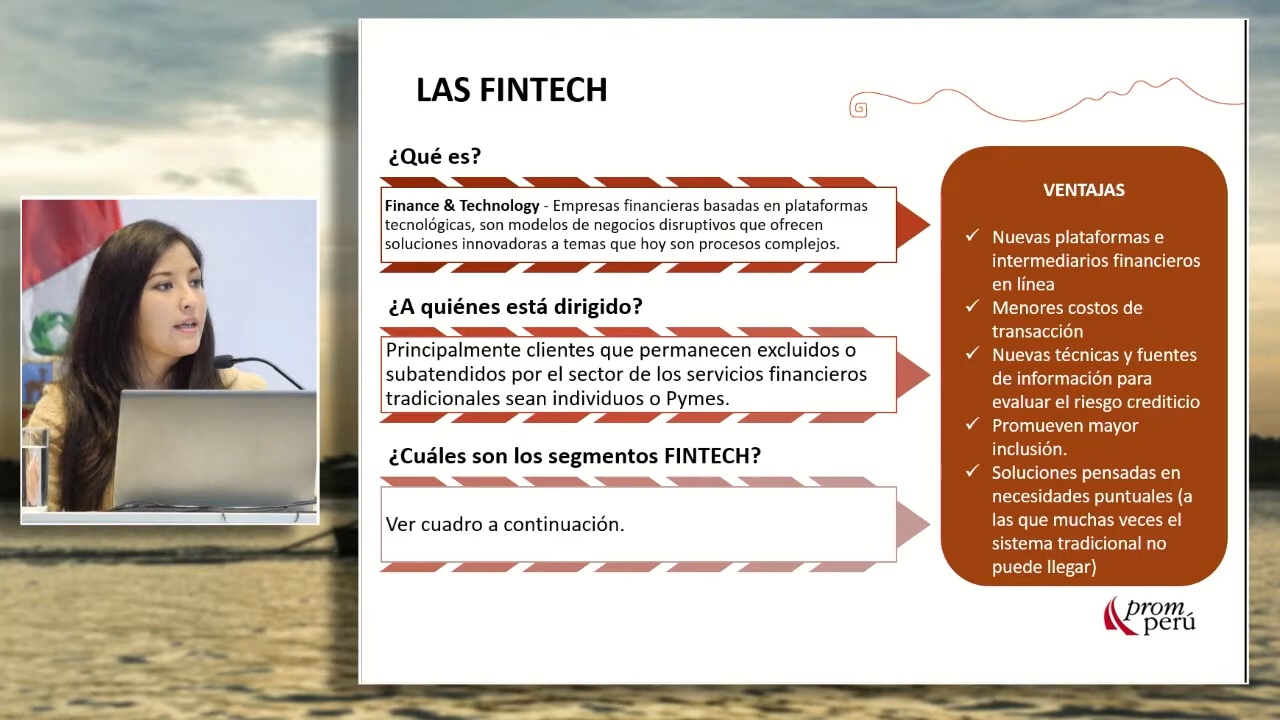 LAS FINTECH
¿Qué es?
Finance & Technology - Empresas financieras basadas en plataformas
tecnológicas, son modelos de negocios disruptivos que ofrecen
soluciones innovadoras a temas que hoy son procesos complejos.
¿A quiénes está dirigido?
Principalmente clientes que permanecen excluidos o
subatendidos por el sector de los servicios financieros
tradicionales sean individuos o Pymes.
¿Cuáles son los segmentos FINTECH?
Ver cuadro a continuación.
VENTAJAS
✓ Nuevas plataformas e
intermediarios financieros
en línea
✓ Menores costos de
transacción
✓ Nuevas técnicas y fuentes
de información para
evaluar el riesgo crediticio
✓ Promueven mayor
inclusión.
✓ Soluciones pensadas en
necesidades puntuales (a
las que muchas veces el
sistema tradicional no
puede llegar)
prom
perú